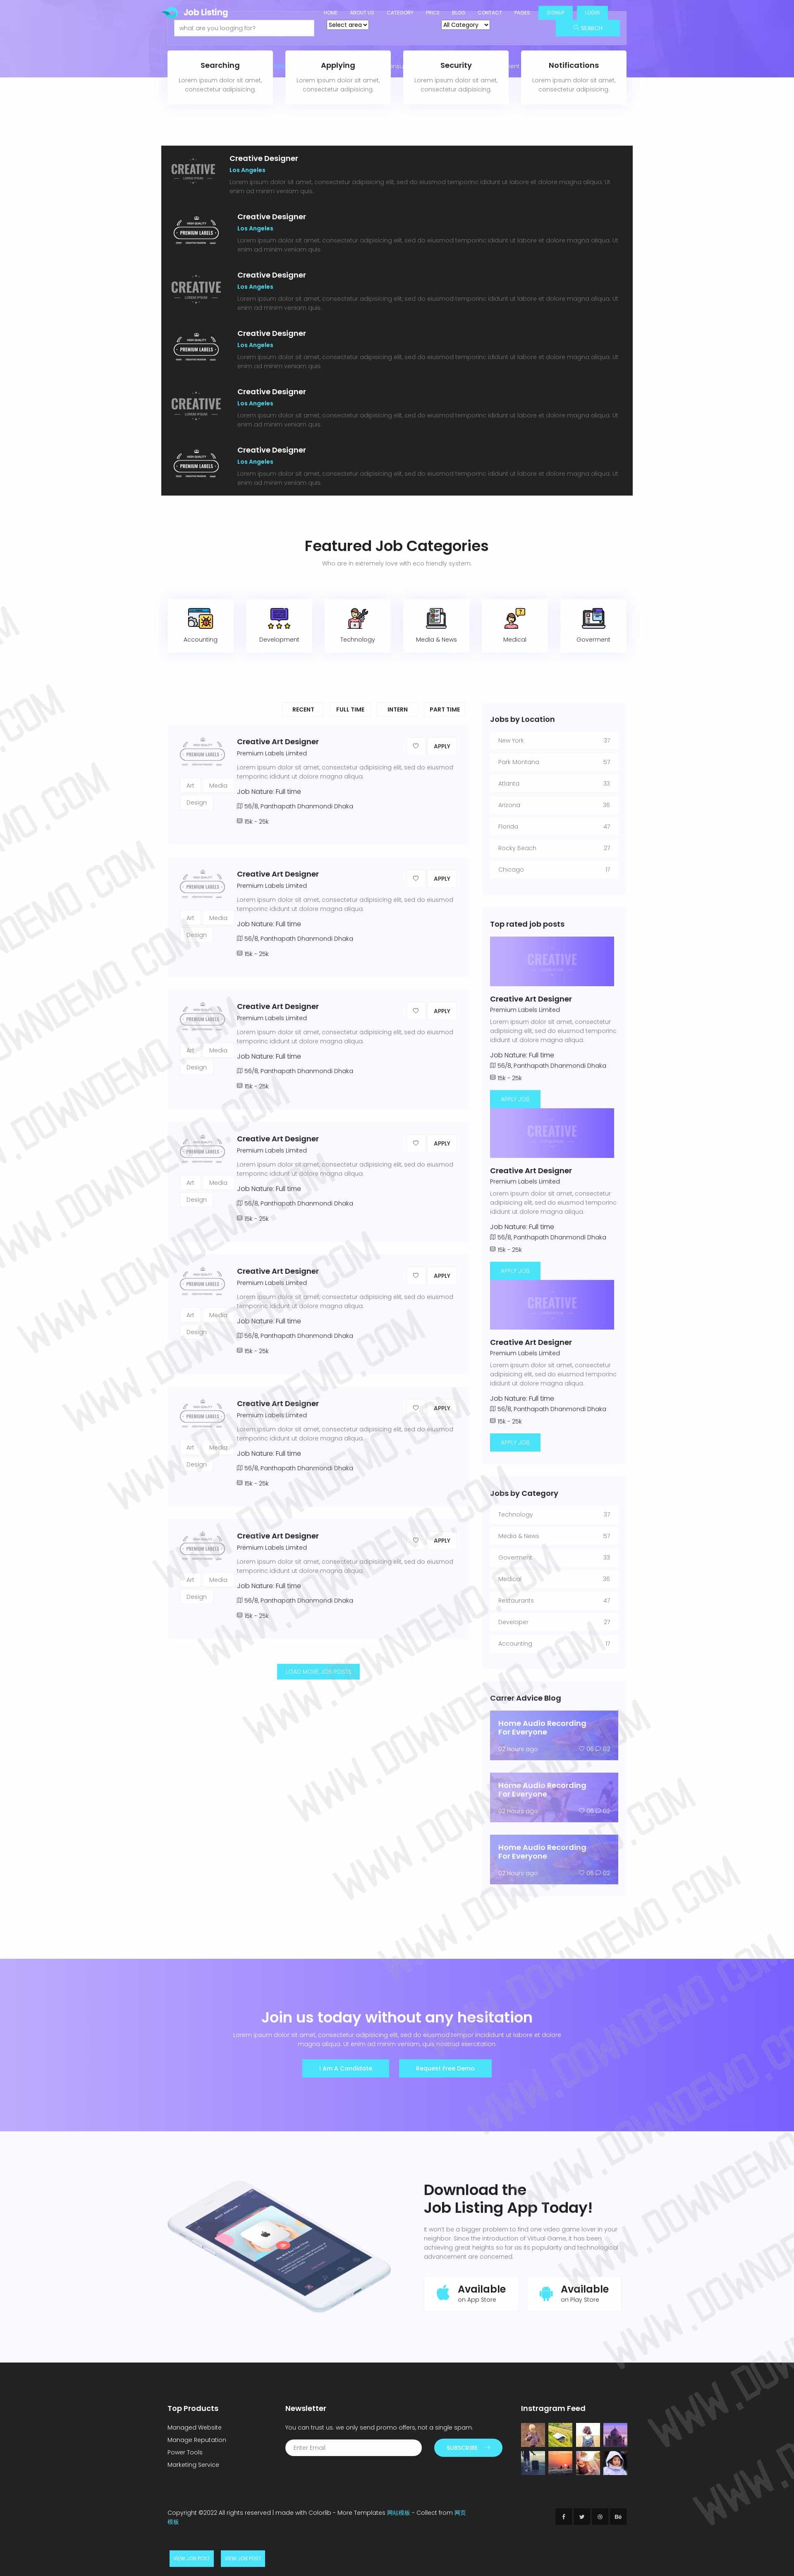 Job Listing
HOME ABOUT US CATEGORY PRICE BLOG CONTACT PAGES SIGNUP LOGIN
what are you looging for?
Select area
All Category
SEARCH
Searching
Lorem ipsum dolor sit amet, consectetur adipisicing.
Applying
Lorem ipsum dolor sit amet, consectetur adipisicing.
Security
Lorem ipsum dolor sit amet, consectetur adipisicing.
Notifications
Lorem ipsum dolor sit amet, consectetur adipisicing.
CREATIVE
LOREM IPSUM
Creative Designer
Los Angeles
Lorem ipsum dolor sit amet, consectetur adipisicing elit, sed do eiusmod temporinc ididunt ut labore et dolore magna aliqua. Ut
enim ad minim veniam quis.
HIGH QUALITY
PREMIUM LABELS
Creative Designer
Los Angeles
Lorem ipsum dolor sit amet, consectetur adipisicing elit, sed do eiusmod temporinc ididunt ut labore et dolore magna aliqua. Ut
enim ad minim veniam quis.
CREATIVE
LOREM IPSUM
Creative Designer
Los Angeles
Lorem ipsum dolor sit amet, consectetur adipisicing elit, sed do eiusmod temporinc ididunt ut labore et dolore magna aliqua. Ut
enim ad minim veniam quis.
HIGH QUALITY
PREMIUM LABELS
Creative Designer
Los Angeles
Lorem ipsum dolor sit amet, consectetur adipisicing elit, sed do eiusmod temporinc ididunt ut labore et dolore magna aliqua. Ut
enim ad minim veniam quis.
CREATIVE
LOREM IPSUM
Creative Designer
Los Angeles
Lorem ipsum dolor sit amet, consectetur adipisicing elit, sed do eiusmod temporinc ididunt ut labore et dolore magna aliqua. Ut
enim ad minim veniam quis.
HIGH QUALITY
PREMIUM LABELS
Creative Designer
Los Angeles
Lorem ipsum dolor sit amet, consectetur adipisicing elit, sed do eiusmod temporinc ididunt ut labore et dolore magna aliqua. Ut
enim ad minim veniam quis.
Featured Job Categories
Who are in extremely love with eco friendly system.
Accounting
Development
Technology
Media & News
Medical
Goverment
RECENT FULL TIME INTERN PART TIME
PREMIUM LABELS
Art Media
Design
Creative Art Designer
Premium Labels Limited
APPLY
Lorem ipsum dolor sit amet, consectetur adipisicing elit, sed do eiusmod
temporinc ididunt ut dolore magna aliqua.
Job Nature: Full time
56/8, Panthapath Dhanmondi Dhaka
15k - 25k
PREMIUM LABELS
Art Media
Design
Creative Art Designer
Premium Labels Limited
APPLY
Lorem ipsum dolor sit amet, consectetur adipisicing elit, sed do eiusmod
temporinc ididunt ut dolore magna aliqua.
Job Nature: Full time
56/8, Panthapath Dhanmondi Dhaka
15k - 25k
PREMIUM LABELS
Art Media
Design
Creative Art Designer
Premium Labels Limited
APPLY
Lorem ipsum dolor sit amet, consectetur adipisicing elit, sed do eiusmod
temporinc ididunt ut dolore magna aliqua.
Job Nature: Full time
56/8, Panthapath Dhanmondi Dhaka
15k - 25k
PREMIUM LABELS
Art Media
Design
Creative Art Designer
Premium Labels Limited
APPLY
Lorem ipsum dolor sit amet, consectetur adipisicing elit, sed do eiusmod
temporinc ididunt ut dolore magna aliqua.
Job Nature: Full time
56/8, Panthapath Dhanmondi Dhaka
15k - 25k
PREMIUM LABELS
Art Media
Design
Creative Art Designer
Premium Labels Limited
APPLY
Lorem ipsum dolor sit amet, consectetur adipisicing elit, sed do eiusmod
temporinc ididunt ut dolore magna aliqua.
Job Nature: Full time
56/8, Panthapath Dhanmondi Dhaka
15k - 25k
PREMIUM LABELS
Art Media
Design
Creative Art Designer
Premium Labels Limited
APPLY
Lorem ipsum dolor sit amet, consectetur adipisicing elit, sed do eiusmod
temporinc ididunt ut dolore magna aliqua.
Job Nature: Full time
56/8, Panthapath Dhanmondi Dhaka
15k - 25k
PREMIUM LABELS
Art Media
Design
Creative Art Designer
Premium Labels Limited
APPLY
Lorem ipsum dolor sit amet, consectetur adipisicing elit, sed do eiusmod
temporinc ididunt ut dolore magna aliqua.
Job Nature: Full time
56/8, Panthapath Dhanmondi Dhaka
15k - 25k
LOAD MORE JOB POSTS
Jobs by Location
New York 37
Park Montana 57
Atlanta 33
Arizona 36
Florida 47
Rocky Beach 27
Chicago 17
Top rated job posts
CREATIVE
Creative Art Designer
Premium Labels Limited
Lorem ipsum dolor sit amet, consectetur
adipisicing elit, sed do eiusmod temporinc
ididunt ut dolore magna aliqua.
Job Nature: Full time
56/8, Panthapath Dhanmondi Dhaka
15k - 25k
APPLY JOB
CREATIVE
Creative Art Designer
Premium Labels Limited
Lorem ipsum dolor sit amet, consectetur
adipisicing elit, sed do eiusmod temporinc
ididunt ut dolore magna aliqua.
Job Nature: Full time
56/8, Panthapath Dhanmondi Dhaka
15k - 25k
APPLY JOB
CREATIVE
Creative Art Designer
Premium Labels Limited
Lorem ipsum dolor sit amet, consectetur
adipisicing elit, sed do eiusmod temporinc
ididunt ut dolore magna aliqua.
Job Nature: Full time
56/8, Panthapath Dhanmondi Dhaka
15k - 25k
APPLY JOB
Jobs by Category
Technology 37
Media & News 57
Goverment 33
Medical 36
Restaurants 47
Developer 27
Accounting 17
Carrer Advice Blog
Home Audio Recording
For Everyone
02 Hours ago 06 02
Home Audio Recording
For Everyone
02 Hours ago 06 02
Home Audio Recording
For Everyone
02 Hours ago 06 02
Join us today without any hesitation
Lorem ipsum dolor sit amet, consectetur adipisicing elit, sed do eiusmod tempor incididunt ut labore et dolore
magna aliqua. Ut enim ad minim veniam, quis nostrud exercitation.
I Am A Candidate
Request Free Demo
Download the
Job Listing App Today!
It won't be a bigger problem to find one video game lover in your
neighbor. Since the introduction of Virtual Game, it has been
achieving great heights so far as its popularity and technological
advancement are concerned.
Available
on App Store
Available
on Play Store
Top Products
Managed Website
Manage Reputation
Power Tools
Marketing Service
Newsletter
You can trust us. we only send promo offers, not a single spam.
Enter Email
SUBSCRIBE
Instragram Feed
Copyright ©2022 All rights reserved | made with Colorlib - More Templates 网站模板 - Collect from 网页
模板
VIEW JOB POST VIEW JOB POST
WWW.DOWNDEMO.COM